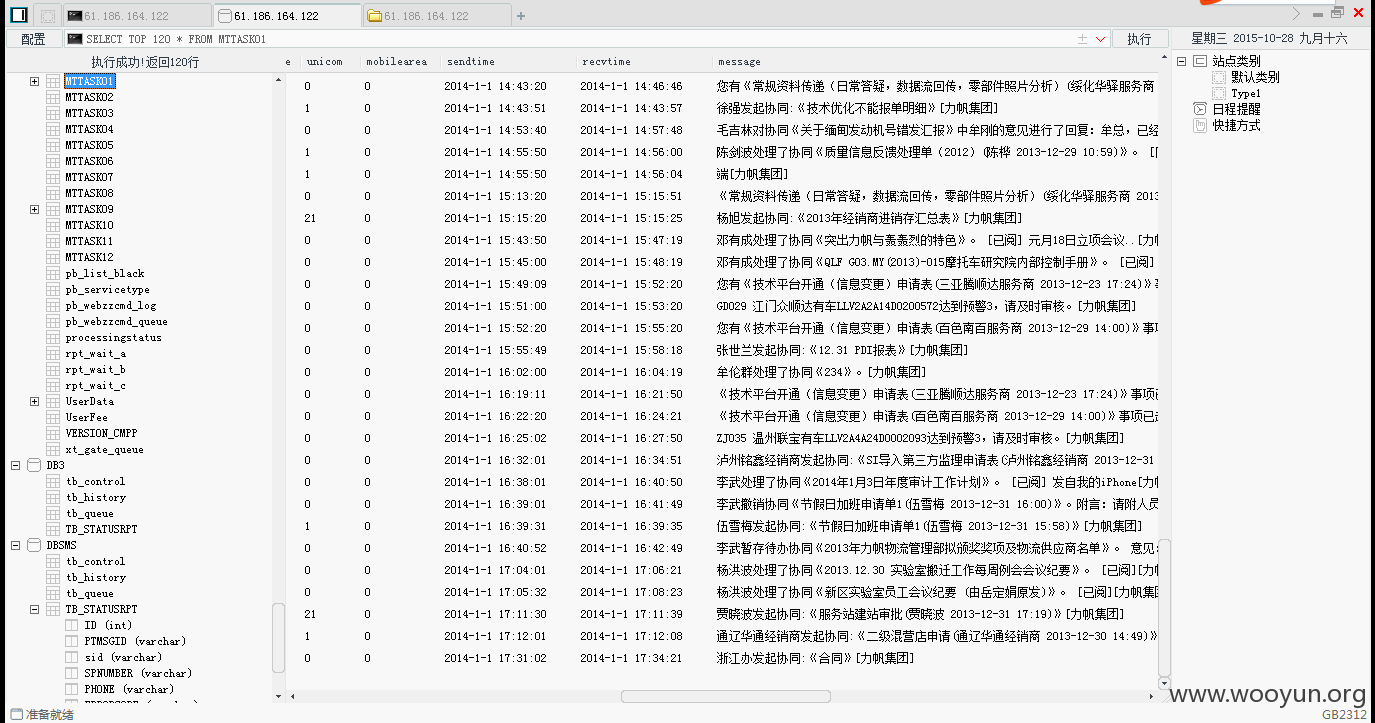 61.186.164.122
61.186.164.122
61.186.164.122
配置
SELECT TOP 120 * FROM MTTASK01
执行
星期三 2015-10-28 九月十六
执行成功!返回120行
MTTASK01
MTTASK02
MTTASK03
MTTASK04
MTTASK05
MTTASK06
MTTASK07
MTTASK08
MTTASK09
MTTASK10
MTTASK11
MTTASK12
pb_list_black
pb_servicetype
pb_webzzcmd_log
pb_webzzcmd_queue
processingstatus
rpt_wait_a
rpt_wait_b
rpt_wait_c
UserData
UserFee
VERSION_CMPP
xt_gate_queue
DB3
tb_control
tb_history
tb_queue
TB_STATUSRPT
DBSMS
tb_control
tb_history
tb_queue
TB_STATUSRPT
ID (int)
PTMSGID (varchar)
sid (varchar)
SPNUMBER (varchar)
PHONE (varchar)
e unicom mobilearea sendtime recvtime message
0 0 2014-1-1 14:43:20 2014-1-1 14:46:46 您有《常规资料传递（日常答疑，数据流回传，零部件照片分析）(绥化华驿服务商
1 0 2014-1-1 14:43:51 2014-1-1 14:43:57 徐强发起协同:《技术优化不能报单明细》[力帆集团]
0 0 2014-1-1 14:53:40 2014-1-1 14:57:48 毛吉林对协同《关于缅甸发动机号错发汇报》中牟刚的意见进行了回复: 牟总，已经
1 0 2014-1-1 14:55:50 2014-1-1 14:56:00 陈剑波处理了协同《质量信息反馈处理单（2012）(陈桦 2013-12-29 10:59)》。
1 0 2014-1-1 14:55:50 2014-1-1 14:56:04 端[力帆集团]
0 0 2014-1-1 15:13:20 2014-1-1 15:15:51 《常规资料传递（日常答疑，数据流回传，零部件照片分析）(绥化华驿服务商 2013
21 0 2014-1-1 15:15:20 2014-1-1 15:15:25 杨旭发起协同:《2013年经销商进销存汇总表》[力帆集团]
0 0 2014-1-1 15:43:50 2014-1-1 15:47:19 邓有成处理了协同《突出力帆与轰轰烈的特色》。 [已阅] 元月18日立项会议..[力帆
0 0 2014-1-1 15:45:00 2014-1-1 15:48:19 邓有成处理了协同《QLF G03.MY(2013)-015摩托车研究院内部控制手册》。 [已阅]
0 0 2014-1-1 15:49:09 2014-1-1 15:52:20 您有《技术平台开通（信息变更）申请表(三亚腾顺达服务商 2013-12-23 17:24)》事
0 0 2014-1-1 15:51:00 2014-1-1 15:53:20 GD029 江门众顺达有车LLV2A2A14D0200572达到预警3，请及时审核。[力帆集团]
0 0 2014-1-1 15:52:20 2014-1-1 15:55:20 您有《技术平台开通（信息变更）申请表(百色南百服务商 2013-12-29 14:00)》事项
0 0 2014-1-1 15:55:49 2014-1-1 15:58:18 张世兰发起协同:《12.31 PDI报表》[力帆集团]
0 0 2014-1-1 16:02:00 2014-1-1 16:04:19 牟伦群处理了协同《234》。[力帆集团]
0 0 2014-1-1 16:19:11 2014-1-1 16:21:50 《技术平台开通（信息变更）申请表(三亚腾顺达服务商 2013-12-23 17:24)》事项已
0 0 2014-1-1 16:22:20 2014-1-1 16:24:21 《技术平台开通（信息变更）申请表(百色南百服务商 2013-12-29 14:00)》事项已
0 0 2014-1-1 16:25:02 2014-1-1 16:27:50 ZJ035 温州联宝有车LLV2A4A24D0002093达到预警3，请及时审核。[力帆集团]
0 0 2014-1-1 16:32:01 2014-1-1 16:34:51 泸州铭鑫经销商发起协同:《SI导入第三方监理申请表(泸州铭鑫经销商 2013-12-31
0 0 2014-1-1 16:38:01 2014-1-1 16:40:50 李武处理了协同《2014年1月3日年度审计工作计划》。 [已阅] 发自我的iPhone[力帆
0 0 2014-1-1 16:39:01 2014-1-1 16:41:49 李武撤销协同《节假日加班申请单1(伍雪梅 2013-12-31 16:00)》。附言: 请附人员
1 0 2014-1-1 16:39:31 2014-1-1 16:39:35 伍雪梅发起协同:《节假日加班申请单1(伍雪梅 2013-12-31 15:58)》[力帆集团]
0 0 2014-1-1 16:40:52 2014-1-1 16:42:49 李武暂存待办协同《2013年力帆物流管理部拟颁奖奖项及物流供应商名单》。 意见:
0 0 2014-1-1 17:04:01 2014-1-1 17:06:21 杨洪波处理了协同《2013.12.30 实验室搬迁工作每周例会会议纪要》。 [已阅][力帆
0 0 2014-1-1 17:05:32 2014-1-1 17:08:23 杨洪波处理了协同《新区实验室员工会议纪要 (由岳定娟原发)》。 [已阅][力帆集团
21 0 2014-1-1 17:11:30 2014-1-1 17:11:39 贾晓波发起协同:《服务站建站审批(贾晓波 2013-12-31 17:19)》[力帆集团]
1 0 2014-1-1 17:12:01 2014-1-1 17:12:08 通辽华通经销商发起协同:《二级混营店申请(通辽华通经销商 2013-12-30 14:49)》
0 0 2014-1-1 17:31:02 2014-1-1 17:34:21 浙江办发起协同:《合同》[力帆集团]
站点类别
默认类别
Type1
日程提醒
快捷方式
www.wooyun.org
准备就绪
GB2312